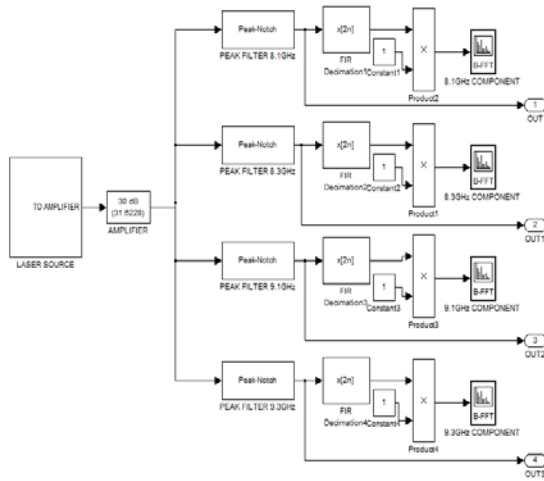 Peak-Notch
PEAK FILTER 8.1GHz
x[2n]
FIR
Decimation1
1
Constant1
X
Product2
B-FFT
8.1GHz COMPONENT
1
OUT
Peak-Notch
PEAK FILTER 8.3GHz
x[2n]
FIR
Decimation2
1
Constant2
X
Product1
B-FFT
8.3GHz COMPONENT
2
OUT1
TO AMPLIFIER
LASER SOURCE
30 dB
(31.6228)
AMPLIFIER
Peak-Notch
PEAK FILTER 9.1GHz
x[2n]
FIR
Decimation3
1
Constant3
X
Product3
B-FFT
9.1GHz COMPONENT
3
OUT2
Peak-Notch
PEAK FILTER 9.3GHz
x[2n]
FIR
Decimation4
1
Constant4
X
Product4
B-FFT
9.3GHz COMPONENT
4
OUT3